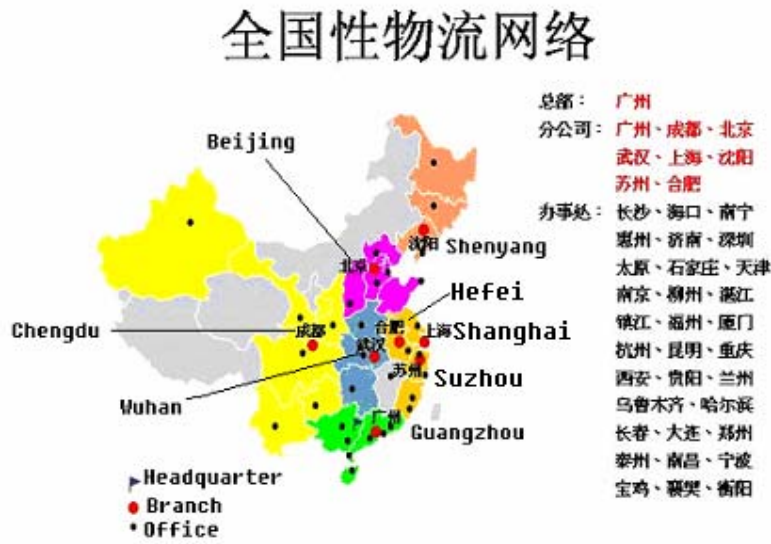 全国性物流网络
总部：广州
分公司：广州、成都、北京
武汉、上海、沈阳
苏州、合肥
办事处：长沙、海口、南宁
惠州、济南、深圳
太原、石家庄、天津
南京、柳州、湛江
镇江、福州、厦门
杭州、昆明、重庆
西安、贵阳、兰州
乌鲁木齐、哈尔滨
长春、大连、郑州
泰州、南昌、宁波
宝鸡、襄樊、衡阳
Beijing
沈阳
Shenyang
北京
Hefei
Chengdu
成都
合肥
上海
Shanghai
武汉
苏州
Suzhou
Wuhan
广州
Guangzhou
Headquarter
Branch
Office